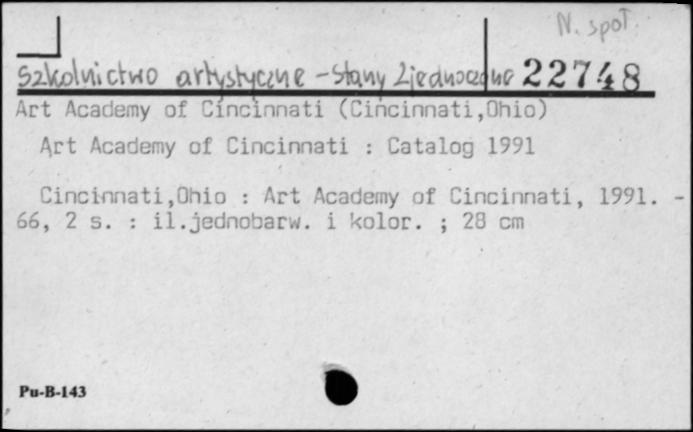 N. spoT.
Szkolnictwo artystyczne - Stany Zjednoczone 22748
Art Academy of Cincinnati (Cincinnati,Ohio)
Art Academy of Cincinnati : Catalog 1991
Cincinnati,Ohio : Art Academy of Cincinnati, 1991. -
66, 2 s. : il.jednobarw. i kolor. ; 28 cm
Pu-B-143